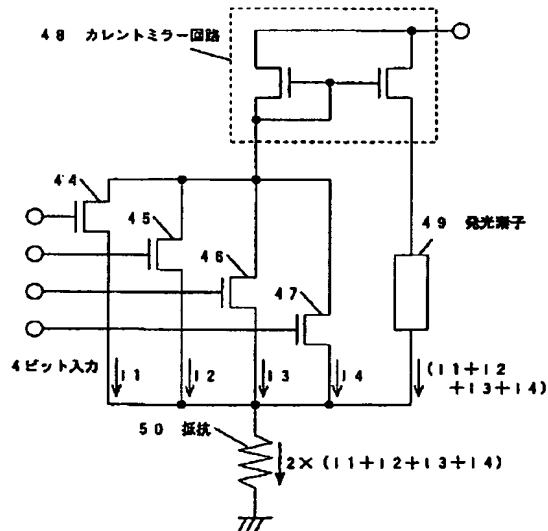 48 カレントミラー回路
44
45
46
47
49 発光素子
4ビット入力
i1
i2
i3
i4
(i1+i2
+i3+i4)
50 抵抗
2×(i1+i2+i3+i4)